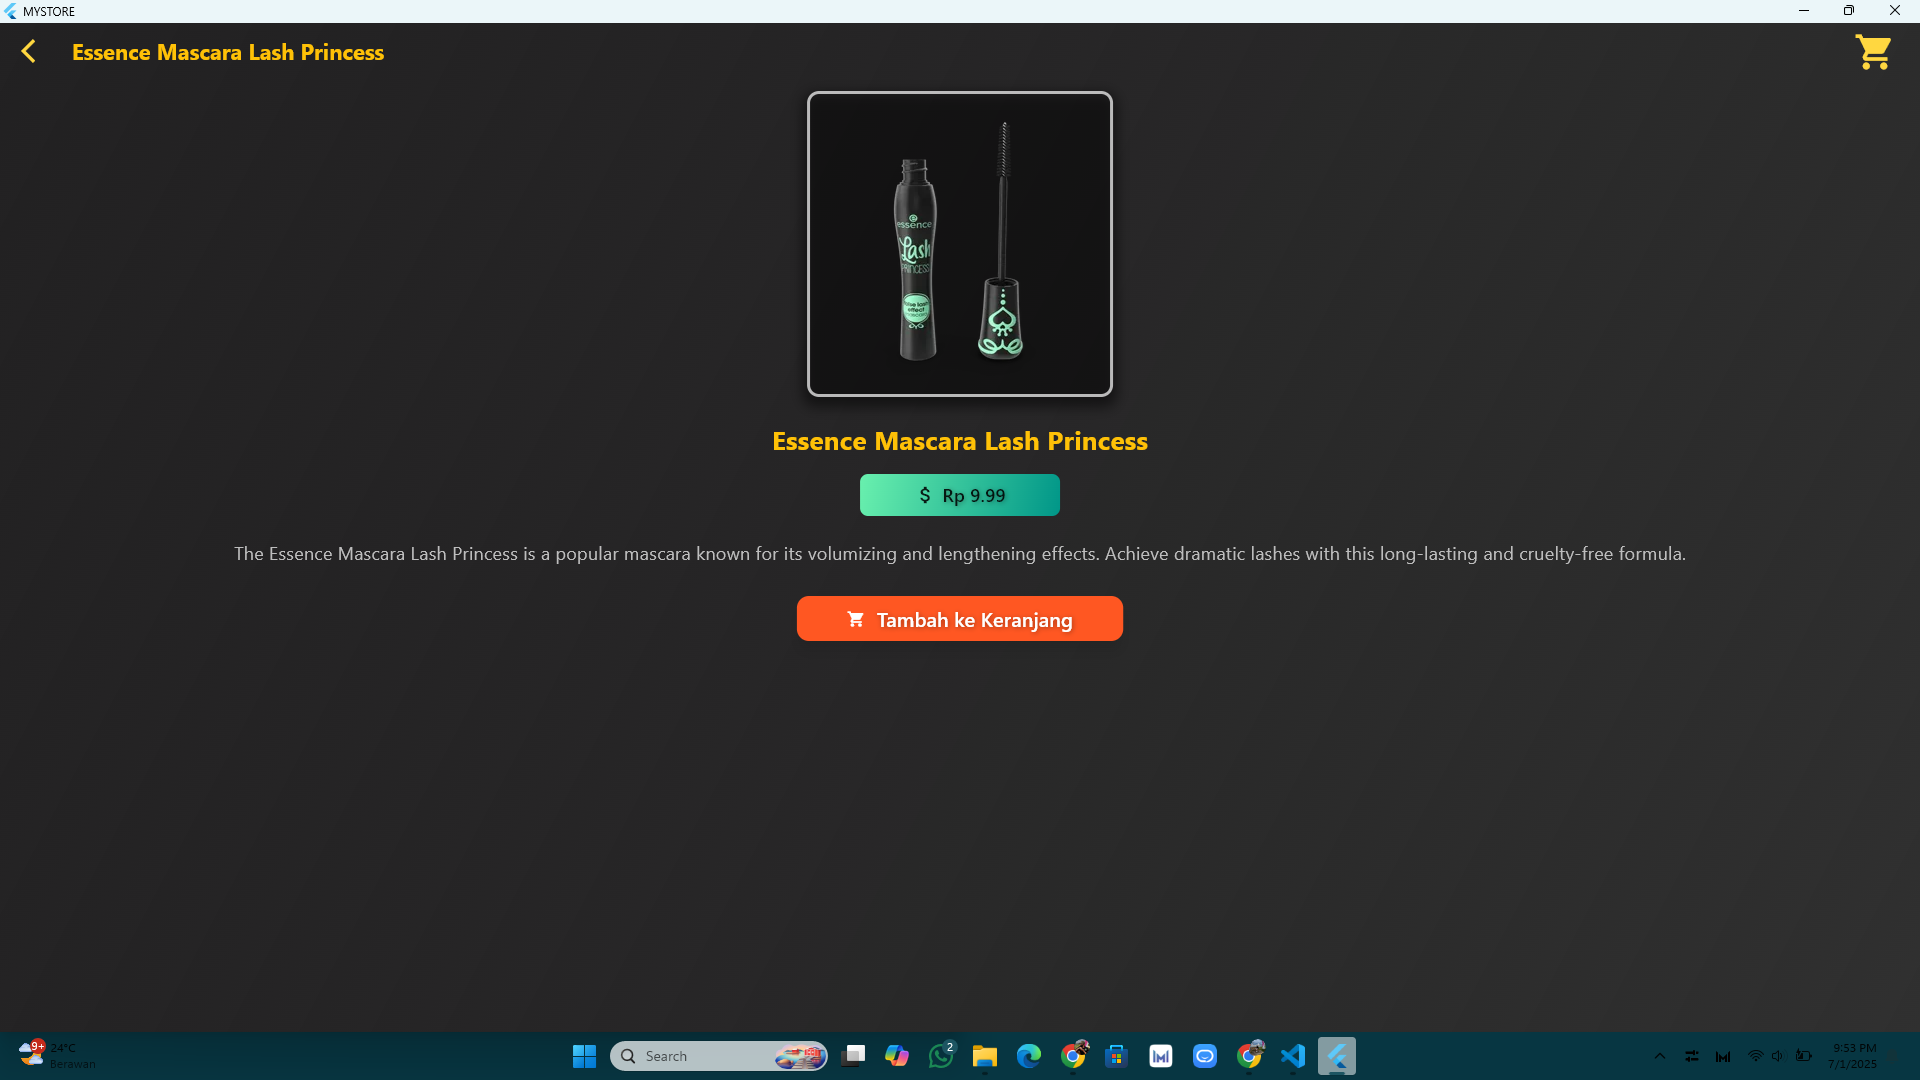 MYSTORE
Essence Mascara Lash Princess
essence
Lash
PRINCESS
false lash
effect
mascara
Essence Mascara Lash Princess
$ Rp 9.99
The Essence Mascara Lash Princess is a popular mascara known for its volumizing and lengthening effects. Achieve dramatic lashes with this long-lasting and cruelty-free formula.
Tambah ke Keranjang
9+
24°C
Berawan
Search
2
9:53 PM
7/1/2025